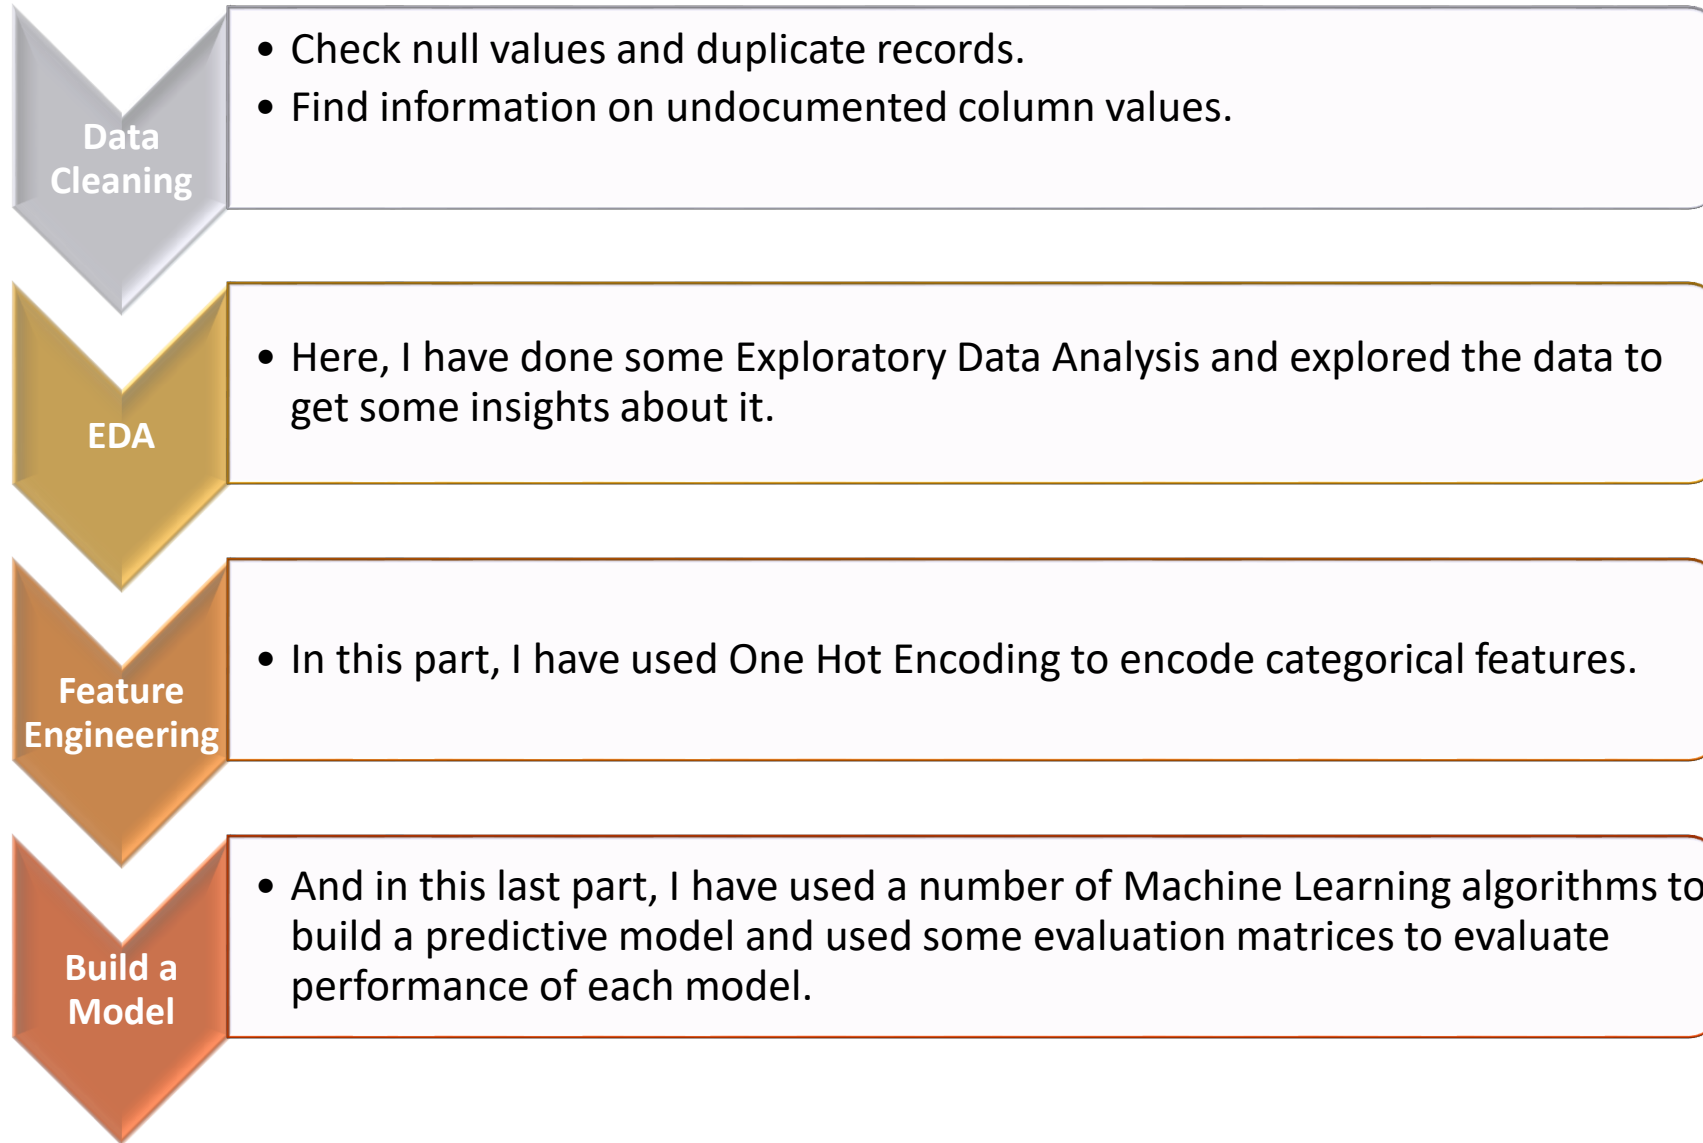 Data
Cleaning
• Check null values and duplicate records.
• Find information on undocumented column values.
EDA
• Here, I have done some Exploratory Data Analysis and explored the data to
get some insights about it.
Feature
Engineering
• In this part, I have used One Hot Encoding to encode categorical features.
Build a
Model
• And in this last part, I have used a number of Machine Learning algorithms to
build a predictive model and used some evaluation matrices to evaluate
performance of each model.